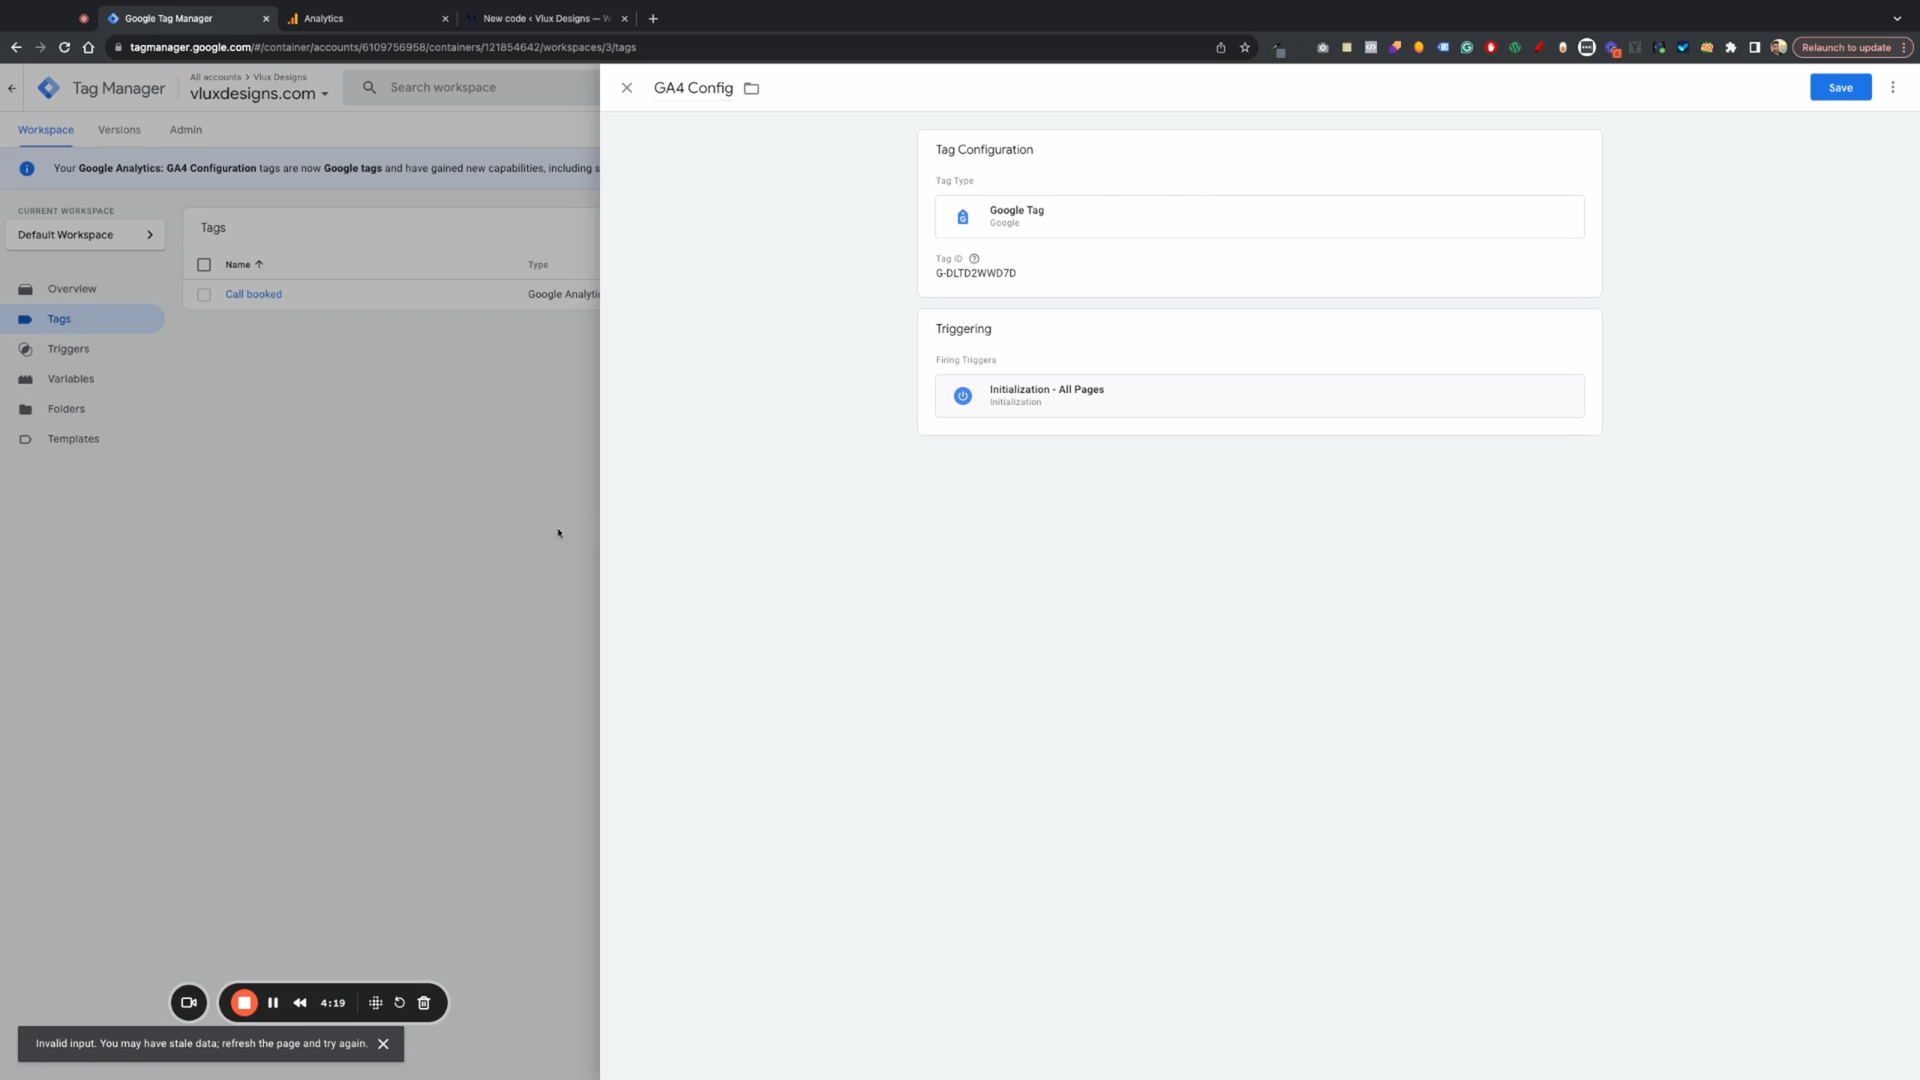 Google Tag Manager
Analytics
New code ‹ Vlux Designs — W
tagmanager.google.com/#/container/accounts/6109756958/containers/121854642/workspaces/3/tags
Relaunch to update
Tag Manager
All accounts > Vlux Designs
vluxdesigns.com
Search workspace
GA4 Config
Save
Workspace
Versions
Admin
Your Google Analytics: GA4 Configuration tags are now Google tags and have gained new capabilities, including s
CURRENT WORKSPACE
Default Workspace
Overview
Tags
Triggers
Variables
Folders
Templates
Tags
Name
Type
Call booked
Google Analytic
Tag Configuration
Tag Type
Google Tag
Google
Tag ID
G-DLTD2WWD7D
Triggering
Firing Triggers
Initialization - All Pages
Initialization
4:19
Invalid input. You may have stale data; refresh the page and try again.